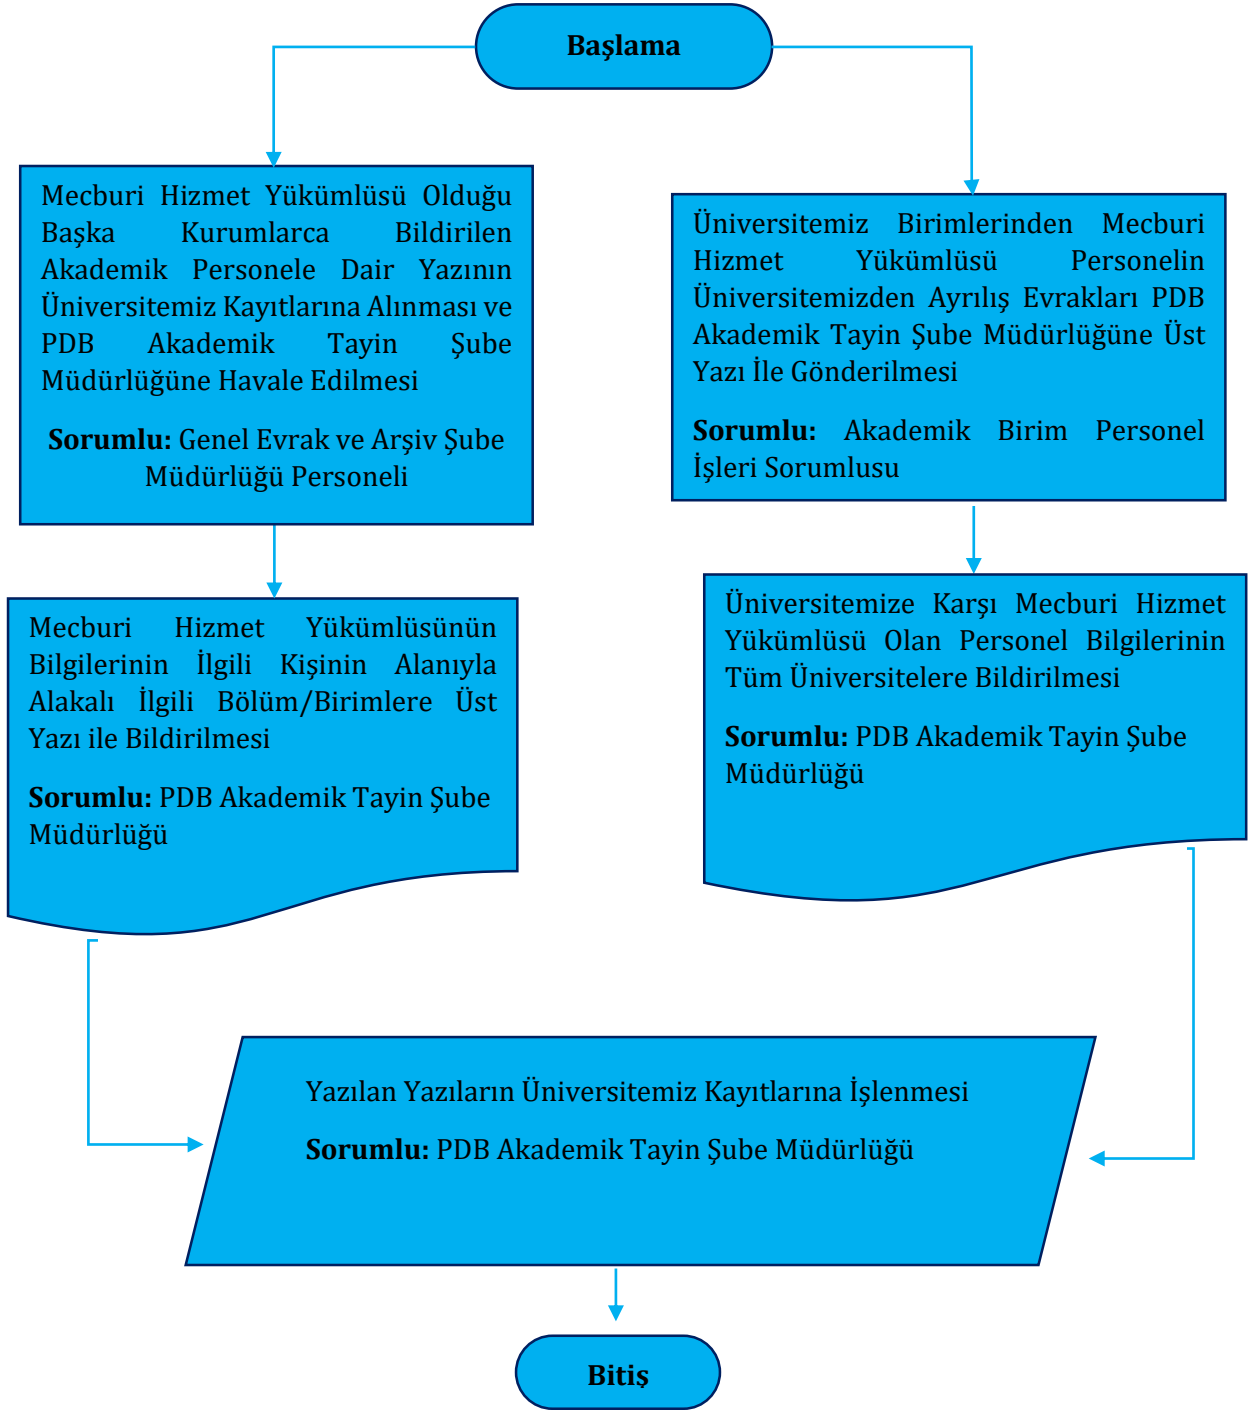 Başlama
Mecburi Hizmet Yükümlüsü Olduğu
Başka Kurumlarca Bildirilen
Akademik Personele Dair Yazının
Üniversitemiz Kayıtlarına Alınması ve
PDB Akademik Tayin Şube
Müdürlüğüne Havale Edilmesi
Sorumlu: Genel Evrak ve Arşiv Şube
Müdürlüğü Personeli
Üniversitemiz Birimlerinden Mecburi
Hizmet Yükümlüsü Personelin
Üniversitemizden Ayrılış Evrakları PDB
Akademik Tayin Şube Müdürlüğüne Üst
Yazı İle Gönderilmesi
Sorumlu: Akademik Birim Personel
İşleri Sorumlusu
Mecburi Hizmet Yükümlüsünün
Bilgilerinin İlgili Kişinin Alanıyla
Alakalı İlgili Bölüm/Birimlere Üst
Yazı ile Bildirilmesi
Sorumlu: PDB Akademik Tayin Şube
Müdürlüğü
Üniversitemize Karşı Mecburi Hizmet
Yükümlüsü Olan Personel Bilgilerinin
Tüm Üniversitelere Bildirilmesi
Sorumlu: PDB Akademik Tayin Şube
Müdürlüğü
Yazılan Yazıların Üniversitemiz Kayıtlarına İşlenmesi
Sorumlu: PDB Akademik Tayin Şube Müdürlüğü
Bitiş